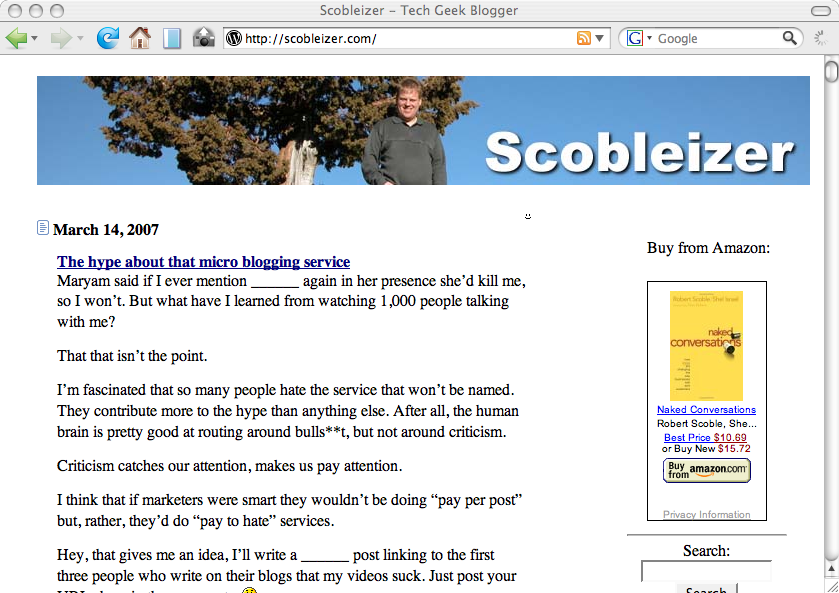 Scobleizer – Tech Geek Blogger
http://scobleizer.com/
G
Google
Scobleizer
March 14, 2007
The hype about that micro blogging service
Maryam said if I ever mention ______ again in her presence she’d kill me,
so I won’t. But what have I learned from watching 1,000 people talking
with me?
That that isn’t the point.
I’m fascinated that so many people hate the service that won’t be named.
They contribute more to the hype than anything else. After all, the human
brain is pretty good at routing around bulls**t, but not around criticism.
Criticism catches our attention, makes us pay attention.
I think that if marketers were smart they wouldn’t be doing “pay per post”
but, rather, they’d do “pay to hate” services.
Hey, that gives me an idea, I’ll write a ______ post linking to the first
three people who write on their blogs that my videos suck. Just post your
Buy from Amazon:
Robert Scoble Shel Israel
naked
conversations
Naked Conversations
Robert Scoble, She...
Best Price $10.69
or Buy New $15.72
Buy from amazon.com
Privacy Information
Search:
Search